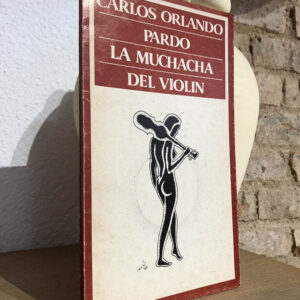 CARLOS ORLANDO
PARDO
LA MUCHACHA
DEL VIOLIN